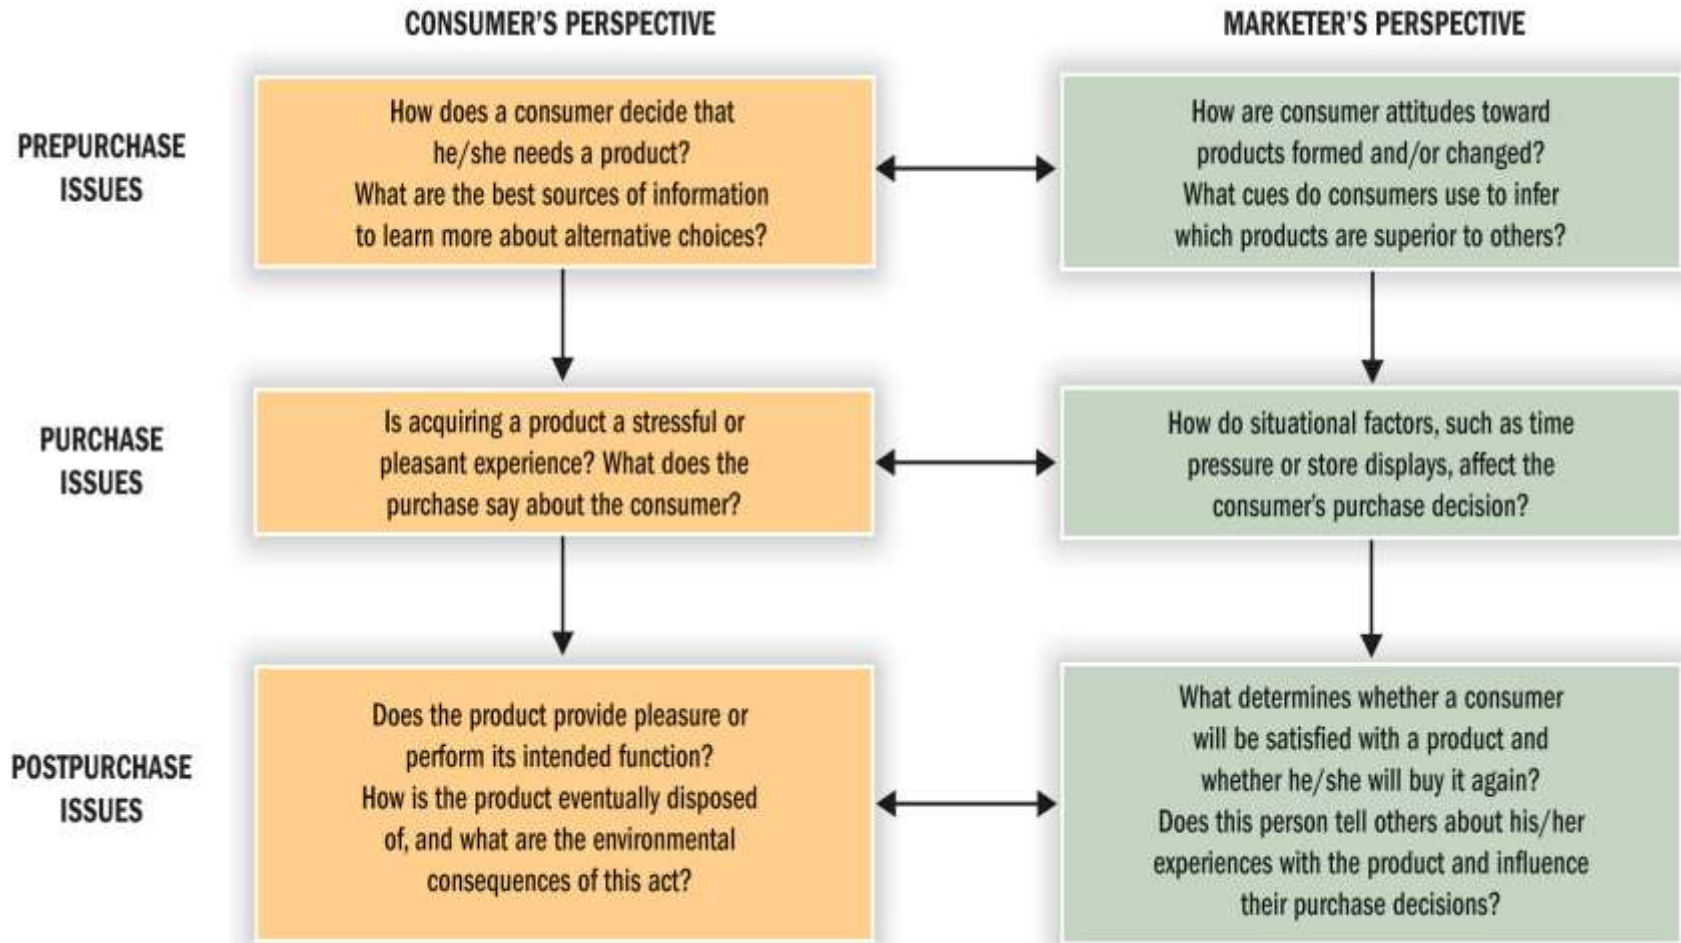 CONSUMER'S PERSPECTIVE
MARKETER'S PERSPECTIVE
PREPURCHASE
ISSUES
How does a consumer decide that
he/she needs a product?
What are the best sources of information
to learn more about alternative choices?
How are consumer attitudes toward
products formed and/or changed?
What cues do consumers use to infer
which products are superior to others?
PURCHASE
ISSUES
Is acquiring a product a stressful or
pleasant experience? What does the
purchase say about the consumer?
How do situational factors, such as time
pressure or store displays, affect the
consumer's purchase decision?
POSTPURCHASE
ISSUES
Does the product provide pleasure or
perform its intended function?
How is the product eventually disposed
of, and what are the environmental
consequences of this act?
What determines whether a consumer
will be satisfied with a product and
whether he/she will buy it again?
Does this person tell others about his/her
experiences with the product and influence
their purchase decisions?